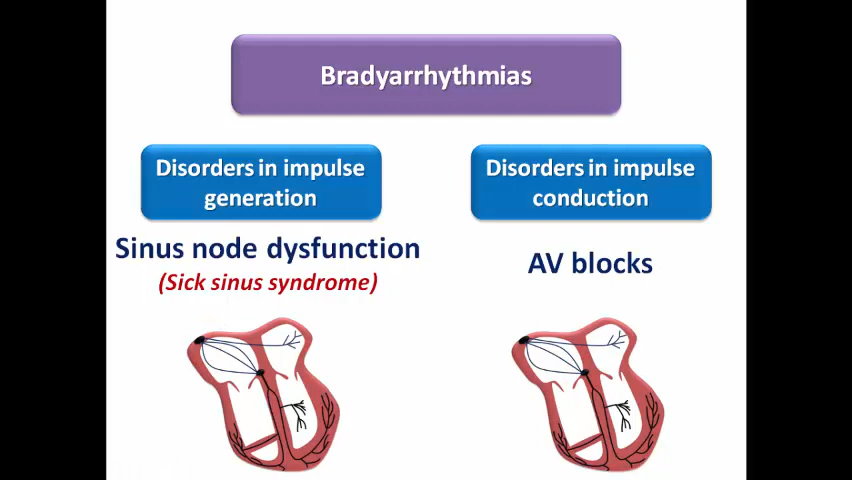 Bradyarrhythmias
Disorders in impulse
generation
Sinus node dysfunction
(Sick sinus syndrome)
Disorders in impulse
conduction
AV blocks